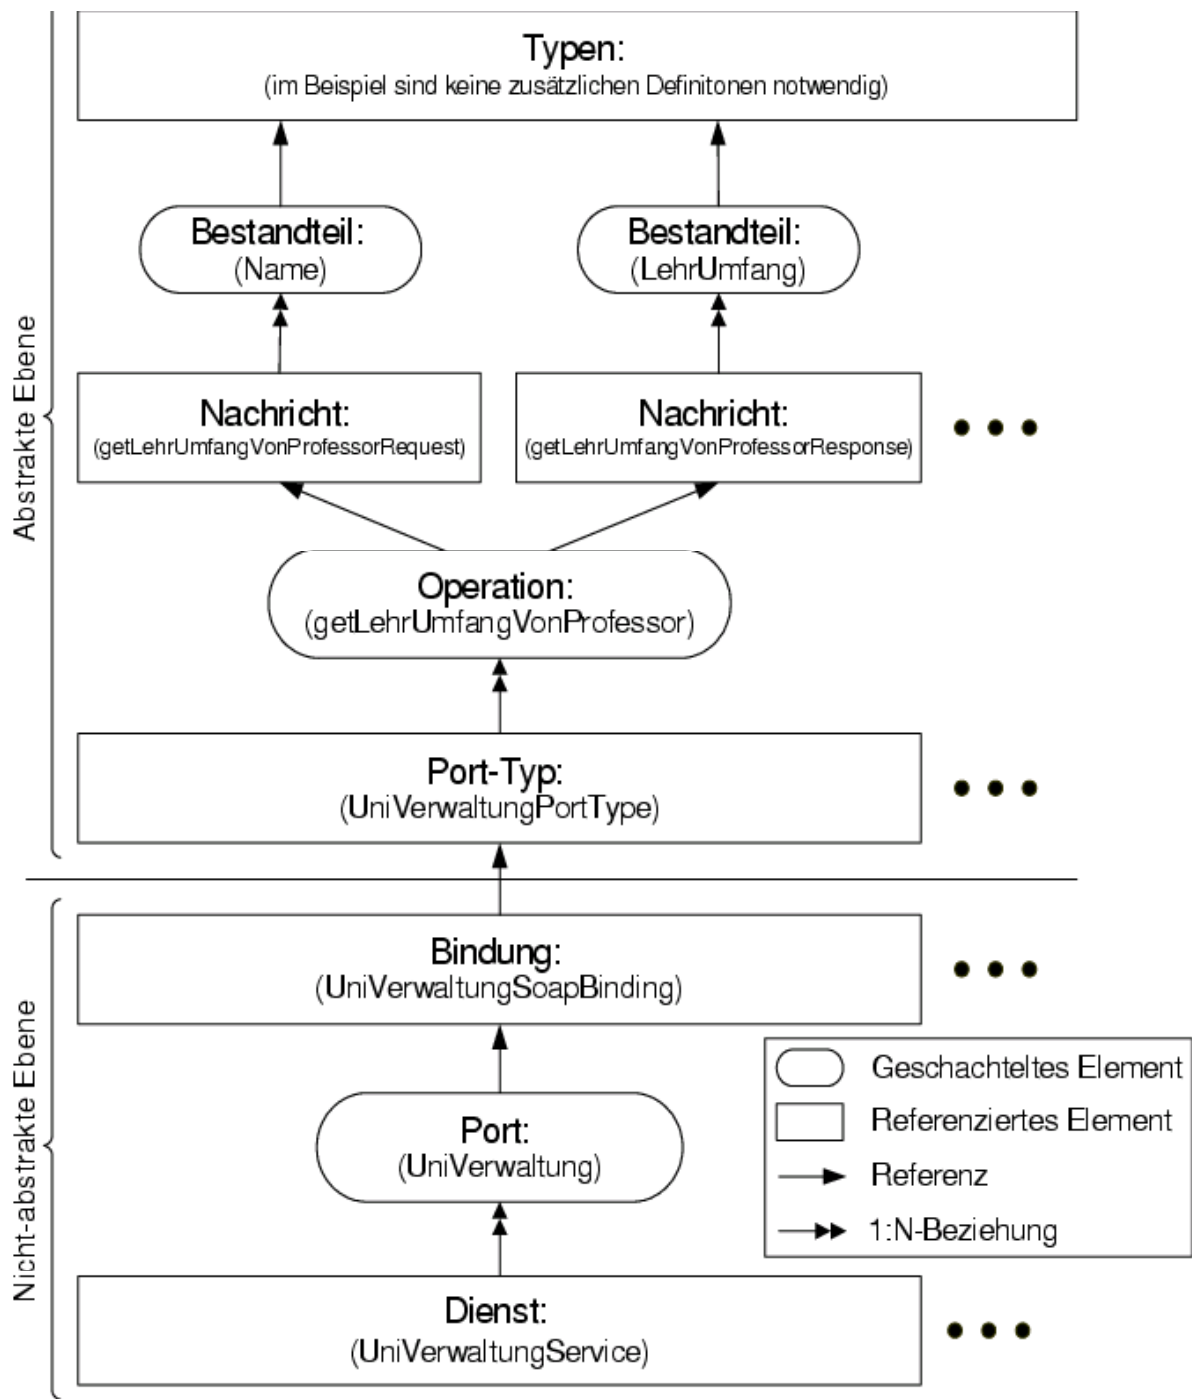 Typen:
(im Beispiel sind keine zusätzlichen Definitonen notwendig)
Bestandteil:
(Name)
Bestandteil:
(LehrUmfang)
Abstrakte Ebene
Nachricht:
(getLehrUmfangVonProfessorRequest)
Nachricht:
(getLehrUmfangVonProfessorResponse)
Operation:
(getLehrUmfangVonProfessor)
Port-Typ:
(UniVerwaltungPortType)
Nicht-abstrakte Ebene
Bindung:
(UniVerwaltungSoapBinding)
Port:
(UniVerwaltung)
Dienst:
(UniVerwaltungService)
Geschachteltes Element
Referenziertes Element
Referenz
1:N-Beziehung